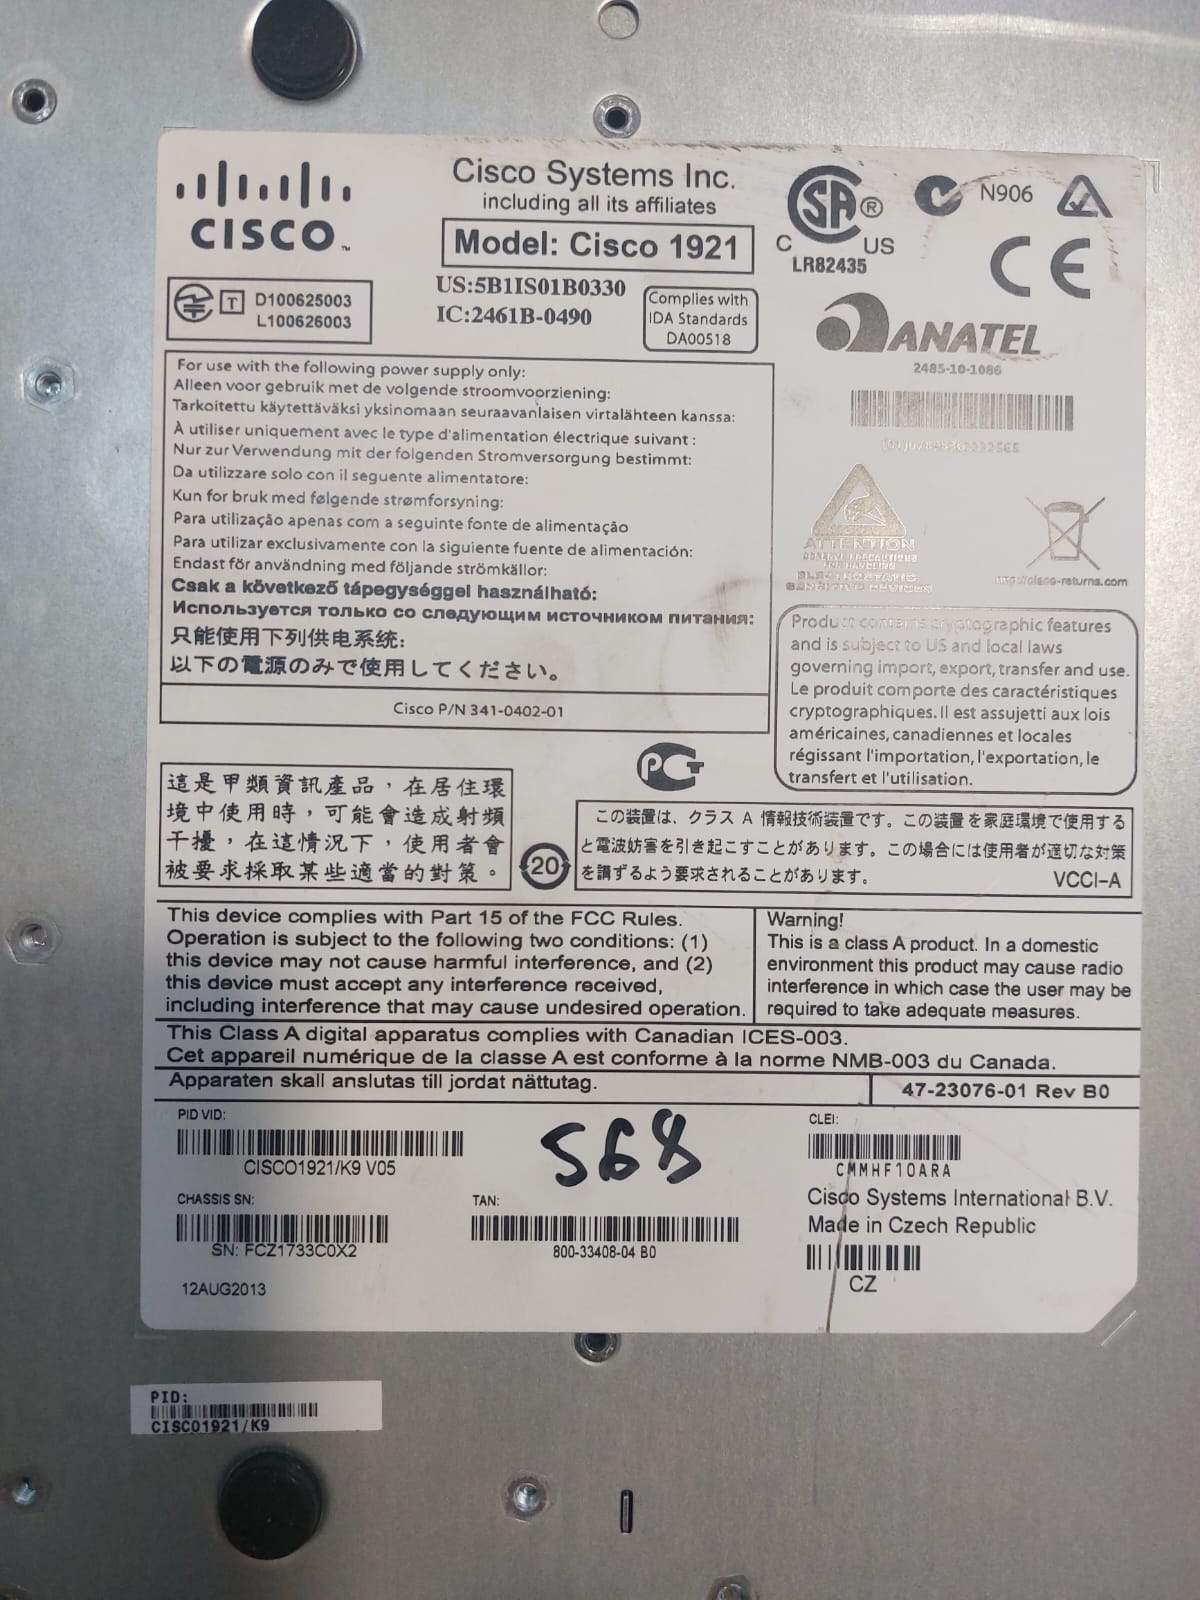 CISCO™
Cisco Systems Inc.
including all its affiliates
Model: Cisco 1921
US:5B1IS01B0330
IC:2461B-0490
Complies with
IDA Standards
DA00518
T
D100625003
L100626003
SA®
C US
LR82435
N906
CE
ANATEL
2485-10-1086
For use with the following power supply only:
Alleen voor gebruik met de volgende stroomvoorziening:
Tarkoitettu käytettäväksi yksinomaan seuraavanlaisen virtalähteen kanssa:
À utiliser uniquement avec le type d'alimentation électrique suivant :
Nur zur Verwendung mit der folgenden Stromversorgung bestimmt:
Da utilizzare solo con il seguente alimentatore:
Kun for bruk med følgende strømforsyning:
Para utilização apenas com a seguinte fonte de alimentação
Para utilizar exclusivamente con la siguiente fuente de alimentación:
Endast för användning med följande strömkällor:
Csak a következő tápegységgel használható:
Используется только со следующим источником питания:
只能使用下列供电系统:
以下の電源のみで使用してください。
Cisco P/N 341-0402-01
ATTENTION
OBSERVE PRECAUTIONS
FOR HANDLING
ELECTROSTATIC
SENSITIVE DEVICES
http://cisco-returns.com
Product contains cryptographic features
and is subject to US and local laws
governing import, export, transfer and use.
Le produit comporte des caractéristiques
cryptographiques. Il est assujetti aux lois
américaines, canadiennes et locales
régissant l'importation, l'exportation, le
transfert et l'utilisation.
這是甲類資訊產品，在居住環
境中使用時，可能會造成射頻
干擾，在這情況下，使用者會
被要求採取某些適當的對策。
20
この装置は、クラス A 情報技術装置です。この装置を家庭環境で使用する
と電波妨害を引き起こすことがあります。この場合には使用者が適切な対策
を講ずるよう要求されることがあります。
VCCI-A
This device complies with Part 15 of the FCC Rules.
Operation is subject to the following two conditions: (1)
this device may not cause harmful interference, and (2)
this device must accept any interference received,
including interference that may cause undesired operation.
Warning!
This is a class A product. In a domestic
environment this product may cause radio
interference in which case the user may be
required to take adequate measures.
This Class A digital apparatus complies with Canadian ICES-003.
Cet appareil numérique de la classe A est conforme à la norme NMB-003 du Canada.
Apparaten skall anslutas till jordat nättutag.
47-23076-01 Rev B0
PID VID:
CISCO1921/K9 V05
568
CLEI:
CMMHF10ARA
CHASSIS SN:
SN: FCZ1733C0X2
TAN:
800-33408-04 B0
Cisco Systems International B.V.
Made in Czech Republic
CZ
12AUG2013
PID:
CISCO1921/K9